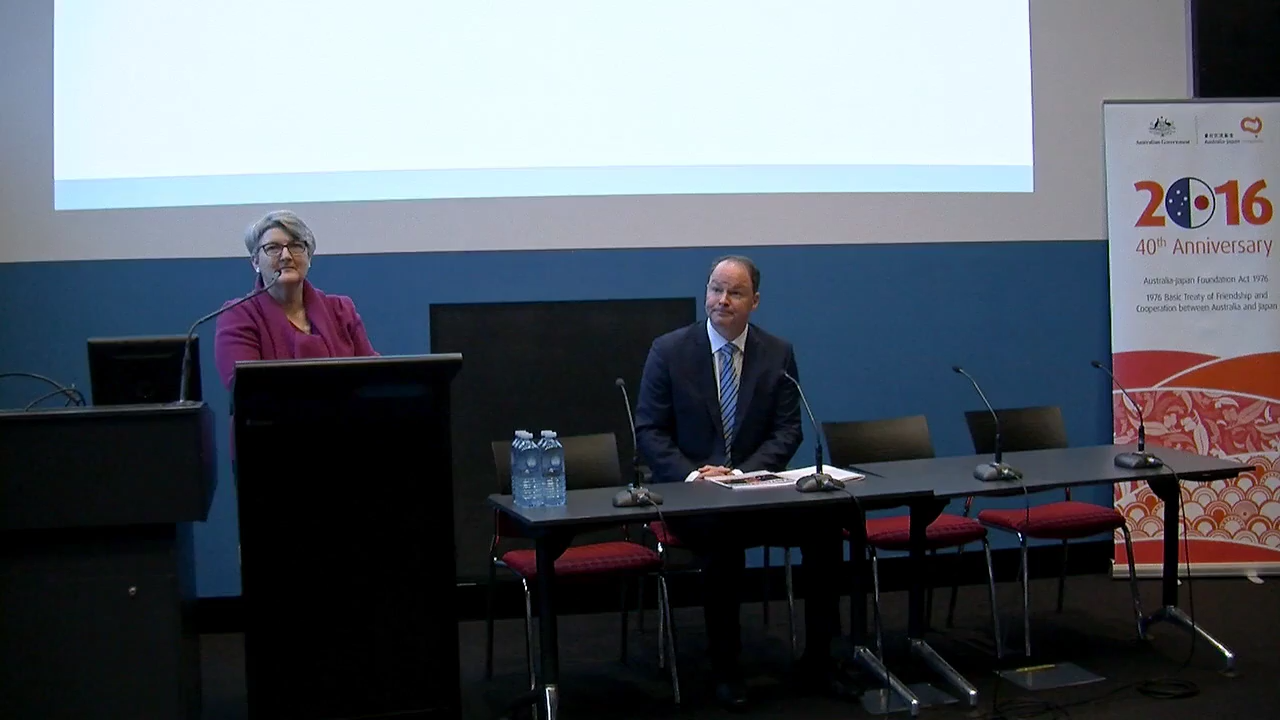 Australian Government
Australia-Japan
2016
40th Anniversary
Australia-Japan Foundation Act 1976
1976 Basic Treaty of Friendship and
Cooperation between Australia and Japan